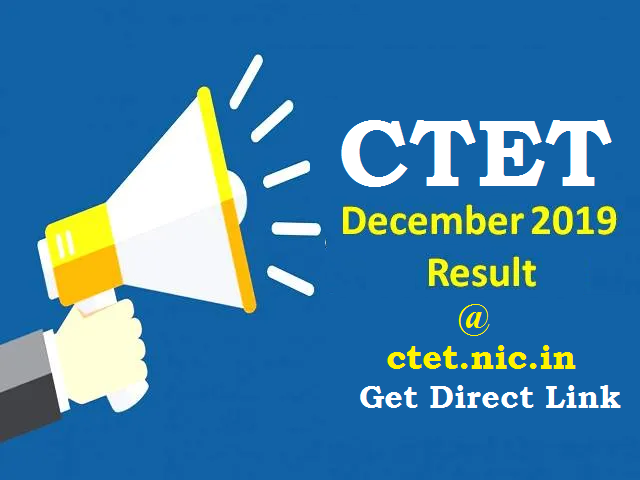 CTET
December 2019
Result
@
ctet.nic.in
Get Direct Link